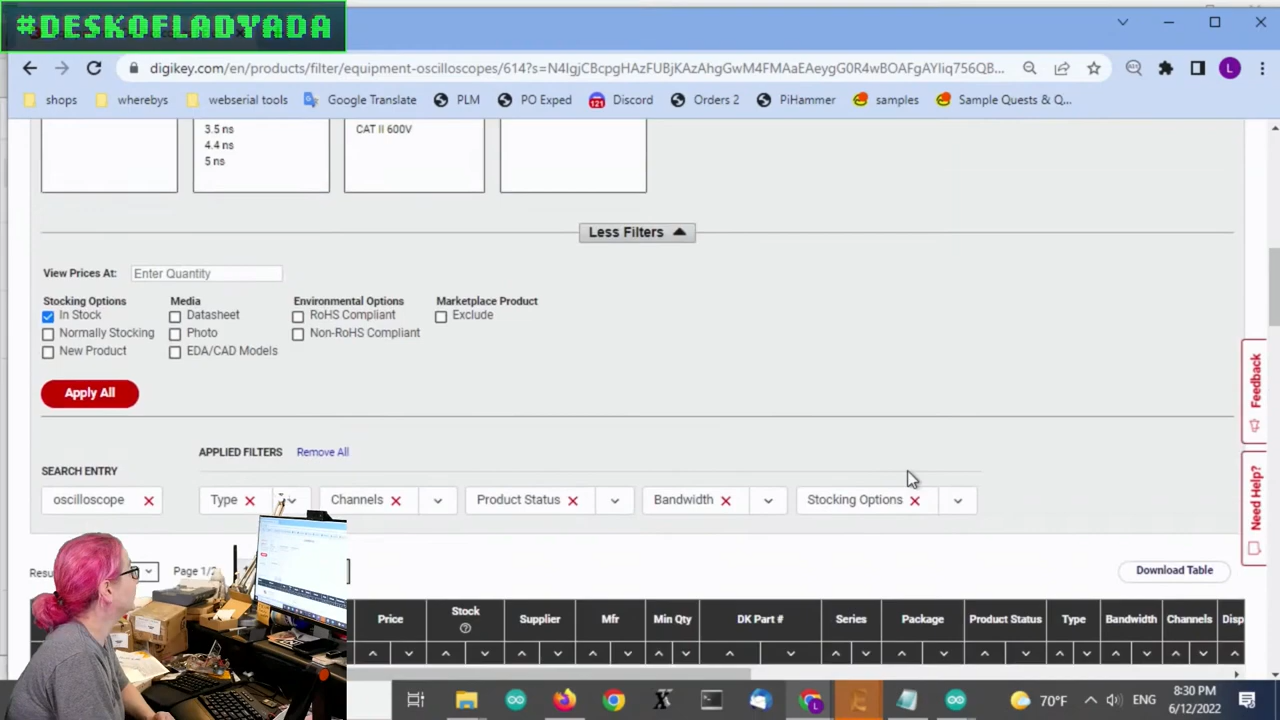 #DESKOFLADYADA
digikey.com/en/products/filter/equipment-oscilloscopes/614?s=N4IgjCBcpgHAzFUBjKAzAhgGwM4FMAaEAeygG0R4wBOAFgAYIiq756QB...
shops
wherebys
webserial tools
Google Translate
PLM
PO Exped
121
Discord
Orders 2
PiHammer
samples
Sample Quests & Q...
L
3.5 ns
4.4 ns
5 ns
CAT II 600V
Less Filters
View Prices At:
Enter Quantity
Stocking Options
In Stock
Normally Stocking
New Product
Media
Datasheet
Photo
EDA/CAD Models
Environmental Options
RoHS Compliant
Non-RoHS Compliant
Marketplace Product
Exclude
Apply All
Feedback
Need Help?
SEARCH ENTRY
oscilloscope
APPLIED FILTERS Remove All
Type
Channels
Product Status
Bandwidth
Stocking Options
Page 1/2
Download Table
Price
Stock
Supplier
Mfr
Min Qty
DK Part #
Series
Package
Product Status
Type
Bandwidth
Channels
Disp
70°F
ENG
8:30 PM
6/12/2022